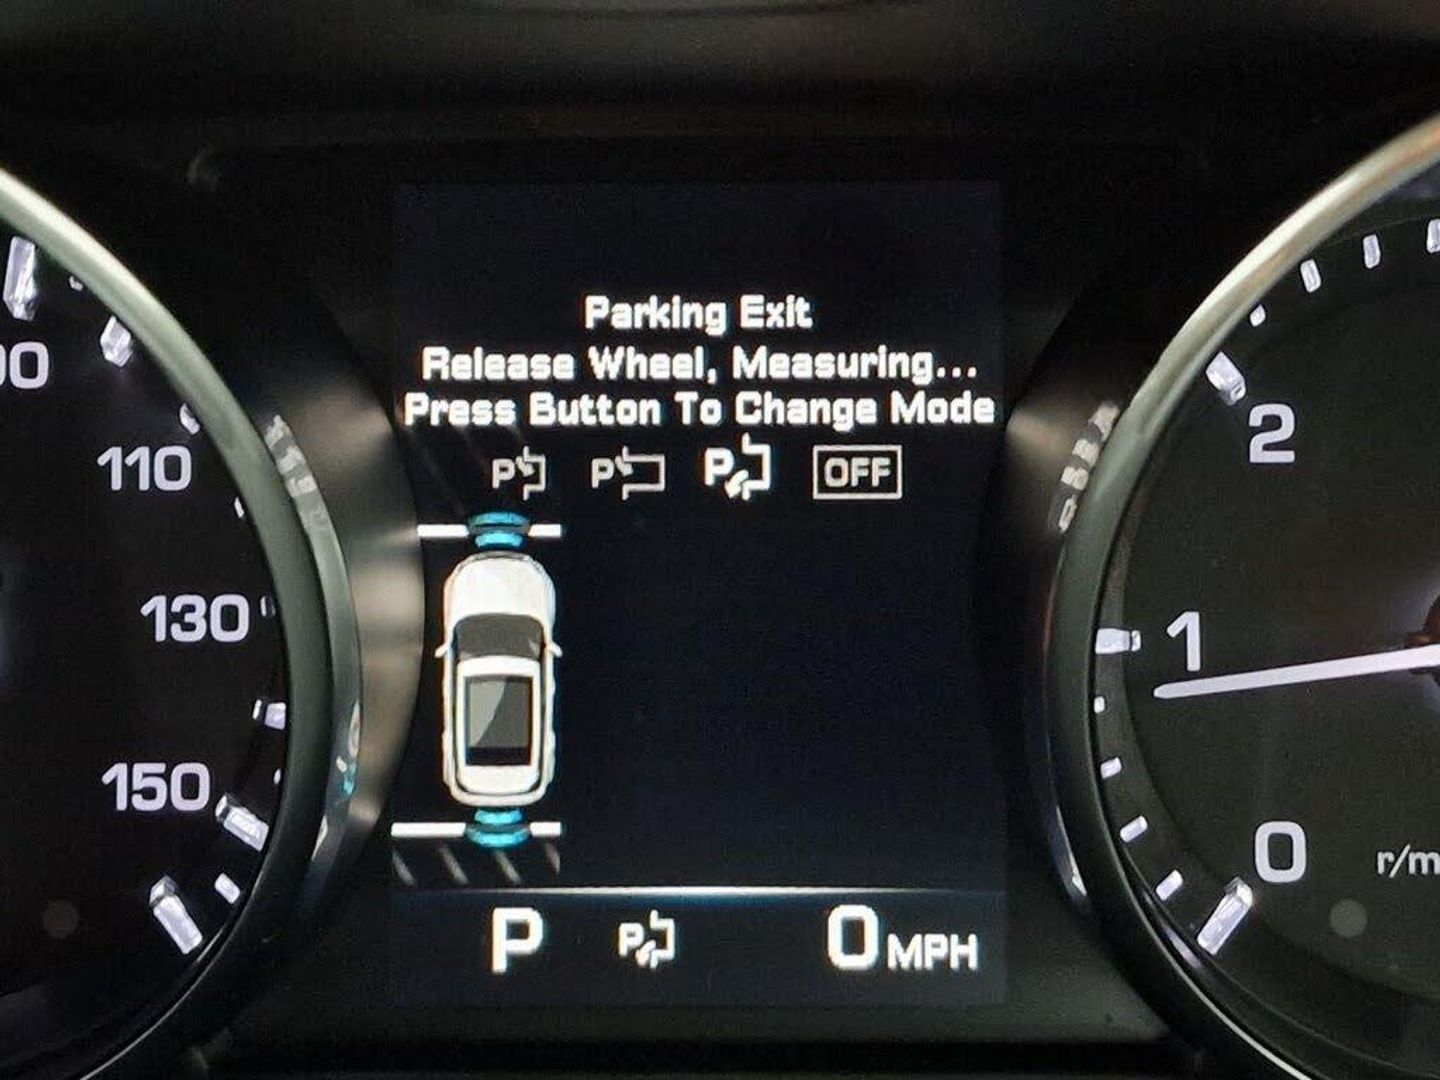 Parking Exit
Release Wheel, Measuring...
Press Button To Change Mode
P P P OFF
110
130
150
2
1
0
P P 0 MPH